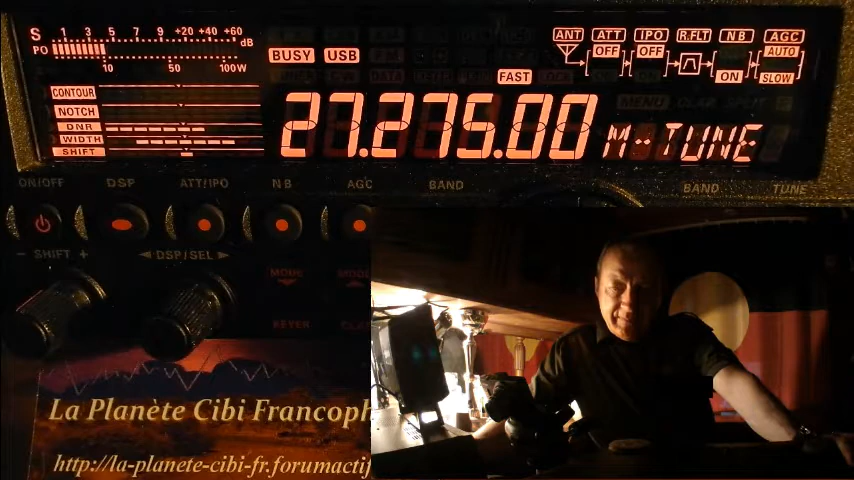 S 1 3 5 7 9 +20 +40 +60 dB
PO 10 50 100W
BUSY USB
FAST
ANT ATT IPO R.FLT NB AGC
OFF OFF AUTO
ON SLOW
CONTOUR
NOTCH
DNR
WIDTH
SHIFT
27.275.00 M-TUNE
MENU CLAR SPLIT
ON/OFF DSP ATT/IPO NB AGC BAND BAND TUNE
− SHIFT + ◄DSP/SEL► MODE MODE
KEYER
La Planète Cibi Francoph
http://la-planete-cibi-fr.forumactif